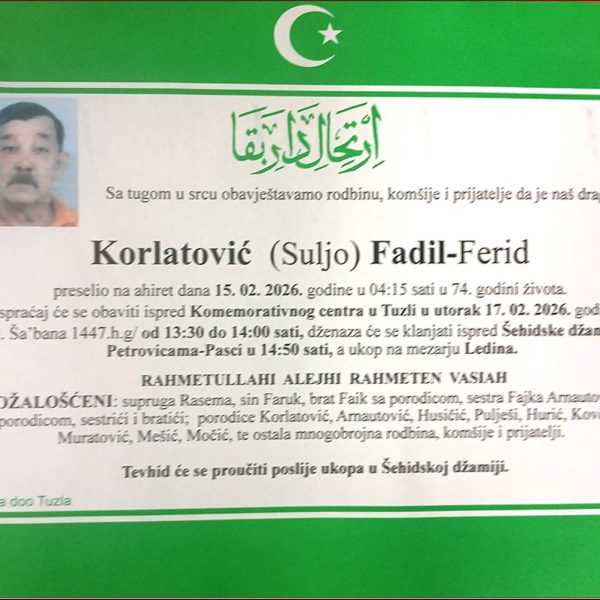 اِرْتِحَالِ دَارِ بَقَا
Sa tugom u srcu obavještavamo rodbinu, komšije i prijatelje da je naš drag
Korlatović (Suljo) Fadil-Ferid
preselio na ahiret dana 15. 02. 2026. godine u 04:15 sati u 74. godini života.
spraćaj će se obaviti ispred Komemorativnog centra u Tuzli u utorak 17. 02. 2026. god
. Ša˝bana 1447.h.g/ od 13:30 do 14:00 sati, dženaza će se klanjati ispred Šehidske džam
Petrovicama-Pasci u 14:50 sati, a ukop na mezarju Ledina.
RAHMETULLAHI ALEJHI RAHMETEN VASIAH
OŽALOŠĆENI: supruga Rasema, sin Faruk, brat Faik sa porodicom, sestra Fajka Arnautov
porodicom, sestrići i bratići; porodice Korlatović, Arnautović, Husičić, Pulješi, Hurić, Kov
Muratović, Mešić, Močić, te ostala mnogobrojna rodbina, komšije i prijatelji.
Tevhid će se proučiti poslije ukopa u Šehidskoj džamiji.
a doo Tuzla